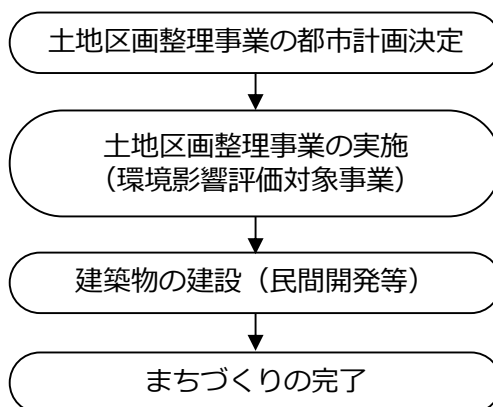 土地区画整理事業の都市計画決定
土地区画整理事業の実施
（環境影響評価対象事業）
建築物の建設（民間開発等）
まちづくりの完了